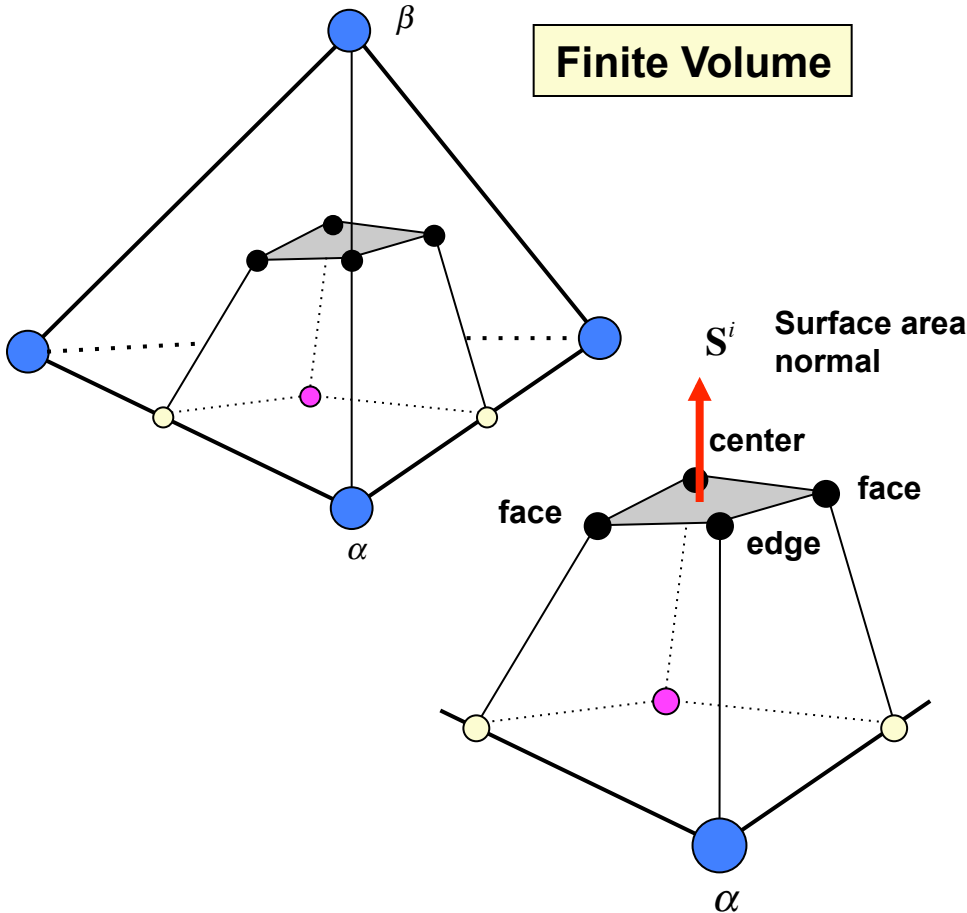 β
Finite Volume
α
S^i
Surface area
normal
center
face
face
edge
α